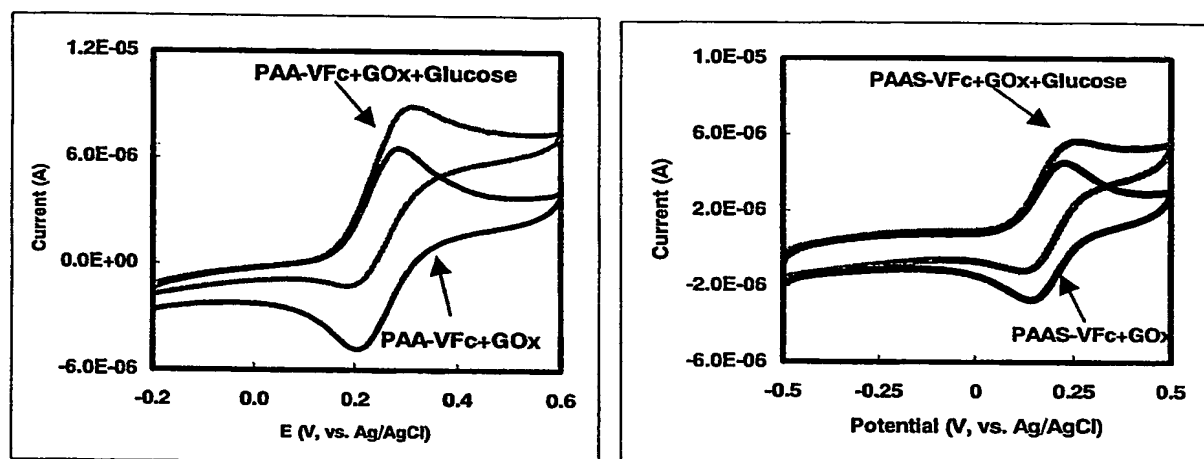 1.2E-05
PAA-VFc+GOx+Glucose
6.0E-06
Current (A)
0.0E+00
PAA-VFc+GOx
-6.0E-06
-0.2
0.0
0.2
0.4
0.6
E (V, vs. Ag/AgCl)
1.0E-05
PAAS-VFc+GOx+Glucose
6.0E-06
Current (A)
2.0E-06
-2.0E-06
PAAS-VFc+GOx
-6.0E-06
-0.5
-0.25
0
0.25
0.5
Potential (V, vs. Ag/AgCl)